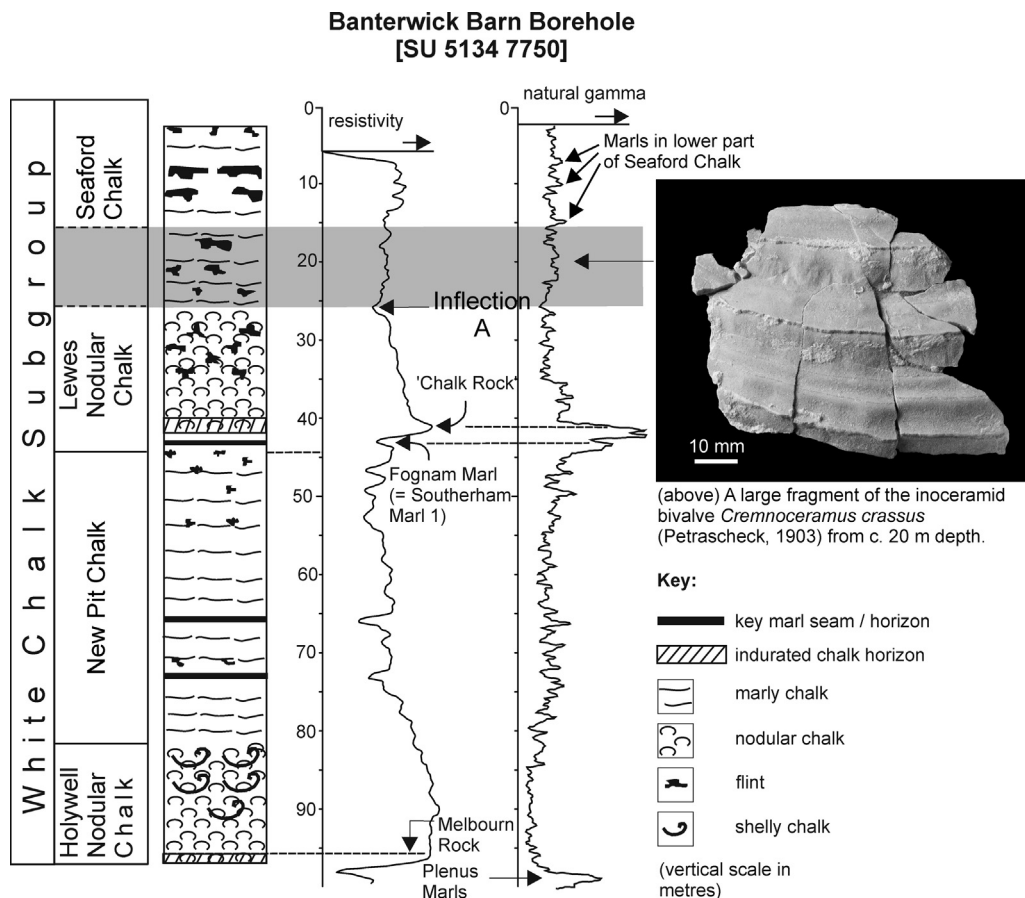 Banterwick Barn Borehole
[SU 5134 7750]
White Chalk Subgroup
Seaford
Chalk
Lewes
Nodular
Chalk
New Pit Chalk
Holywell
Nodular
Chalk
0
10
20
30
40
50
60
70
80
90
resistivity
Inflection
A
'Chalk Rock'
Fognam Marl
(= Southerham
Marl 1)
Melbourn
Rock
Plenus
Marls
natural gamma
0
Marls in lower part
of Seaford Chalk
10 mm
(above) A large fragment of the inoceramid
bivalve Cremnoceramus crassus
(Petrascheck, 1903) from c. 20 m depth.
Key:
key marl seam / horizon
indurated chalk horizon
marly chalk
nodular chalk
flint
shelly chalk
(vertical scale in
metres)